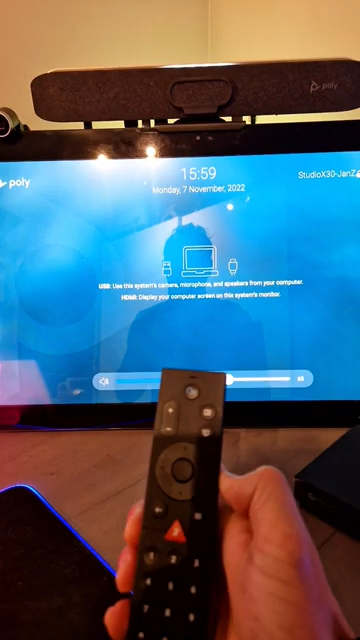 poly
poly
15:59
StudioX30-JanZ
Monday, 7 November, 2022
USB: Use this system's camera, microphone, and speakers from your computer.
HDMI: Display your computer screen on this system's monitor.